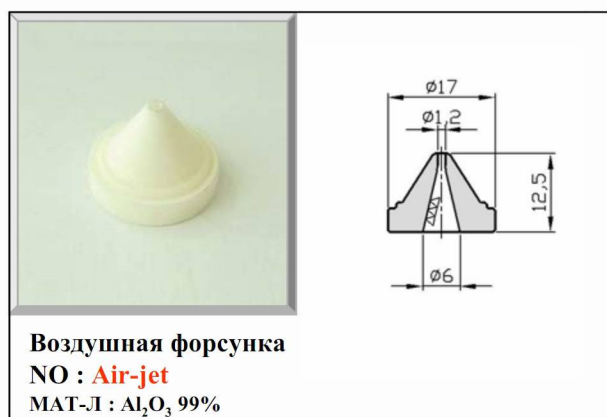 Ø17
Ø1,2
12,5
Ø6
Воздушная форсунка
NO : Air-jet
МАТ-Л : Al₂O₃ 99%